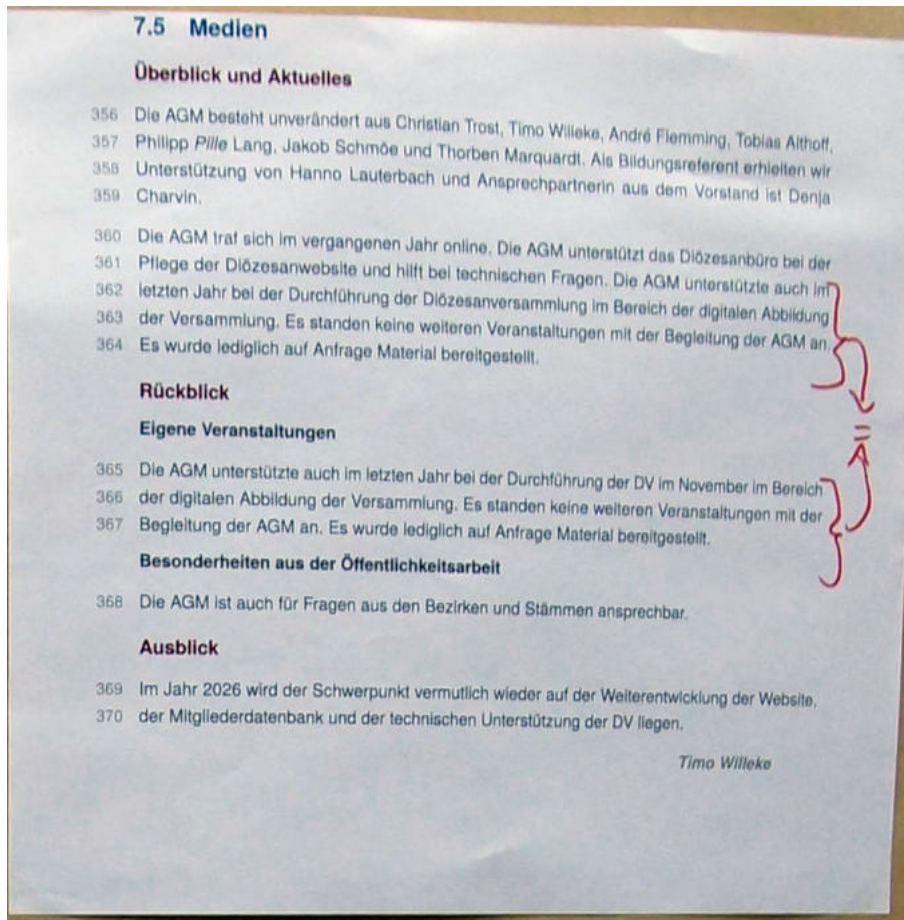 7.5 Medien
Überblick und Aktuelles
356 Die AGM besteht unverändert aus Christian Trost, Timo Willeke, André Flemming, Tobias Althoff,
357 Philipp Pille Lang, Jakob Schmöe und Thorben Marquardt. Als Bildungsreferent erhielten wir
358 Unterstützung von Hanno Lauterbach und Ansprechpartnerin aus dem Vorstand ist Denja
359 Charvin.
360 Die AGM traf sich im vergangenen Jahr online. Die AGM unterstützt das Diözesanbüro bei der
361 Pflege der Diözesanwebsite und hilft bei technischen Fragen. Die AGM unterstützte auch im
362 letzten Jahr bei der Durchführung der Diözesanversammlung im Bereich der digitalen Abbildung
363 der Versammlung. Es standen keine weiteren Veranstaltungen mit der Begleitung der AGM an.
364 Es wurde lediglich auf Anfrage Material bereitgestellt.
Rückblick
=
Eigene Veranstaltungen
365 Die AGM unterstützte auch im letzten Jahr bei der Durchführung der DV im November im Bereich
366 der digitalen Abbildung der Versammlung. Es standen keine weiteren Veranstaltungen mit der
367 Begleitung der AGM an. Es wurde lediglich auf Anfrage Material bereitgestellt.
Besonderheiten aus der Öffentlichkeitsarbeit
368 Die AGM ist auch für Fragen aus den Bezirken und Stämmen ansprechbar.
Ausblick
369 Im Jahr 2026 wird der Schwerpunkt vermutlich wieder auf der Weiterentwicklung der Website,
370 der Mitgliederdatenbank und der technischen Unterstützung der DV liegen.
Timo Willeke